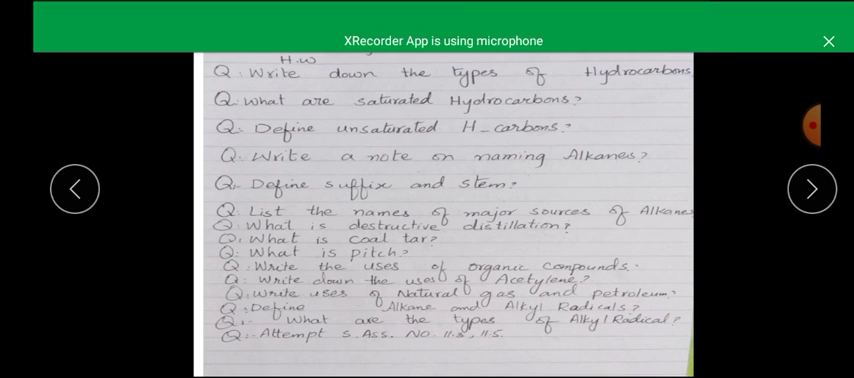 XRecorder App is using microphone
H.W
Q: Write down the types of Hydrocarbons
Q: What are saturated Hydrocarbons?
Q: Define unsaturated H-carbons?
Q: Write a note on naming Alkanes?
Q: Define suffix and stem?
Q: List the names of major sources of Alkanes
Q: What is destructive distillation?
Q: What is coal tar?
Q: What is pitch?
Q: Write the uses of organic compounds.
Q: Write down the uses of Acetylene?
Q: Write uses of Natural gas and petroleum?
Q: Define Alkane and Alkyl Radicals?
Q:- What are the types of Alkyl Radical?
Q:- Attempt S. Ass. NO. 11.3, 11.5.